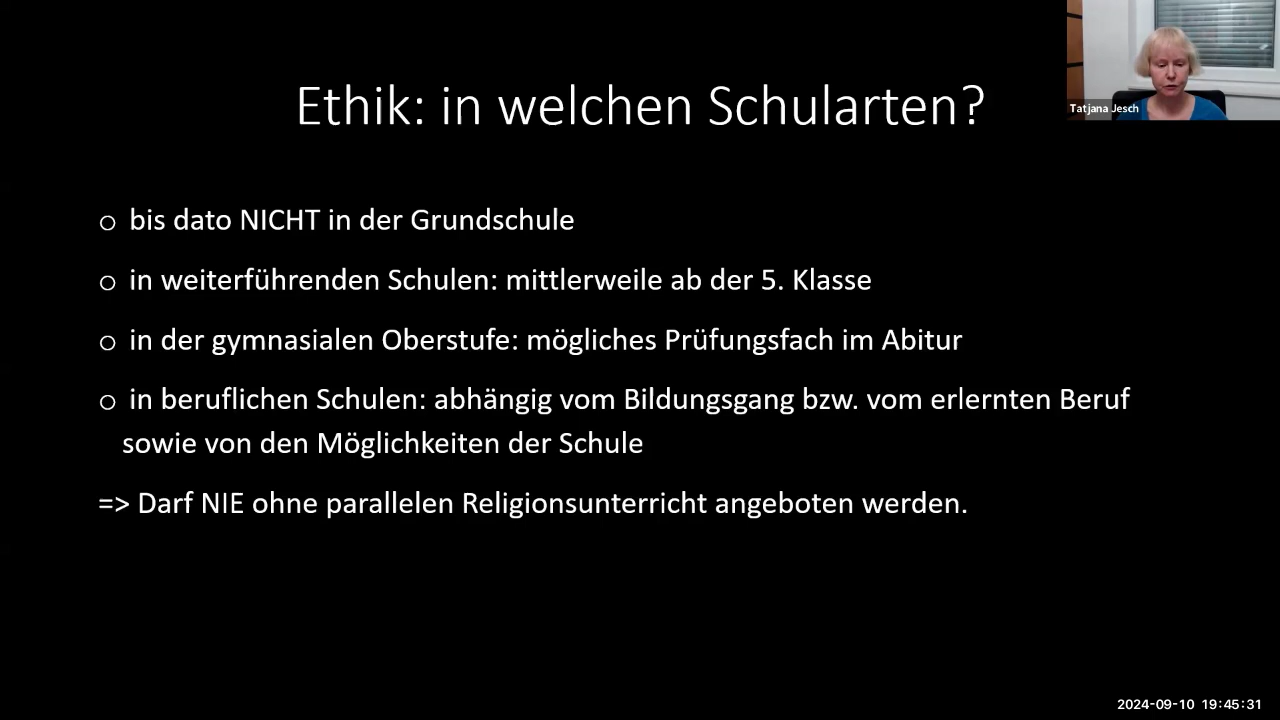 Ethik: in welchen Schularten?
Tatjana Jesch
o bis dato NICHT in der Grundschule
o in weiterführenden Schulen: mittlerweile ab der 5. Klasse
o in der gymnasialen Oberstufe: mögliches Prüfungsfach im Abitur
o in beruflichen Schulen: abhängig vom Bildungsgang bzw. vom erlernten Beruf
sowie von den Möglichkeiten der Schule
=> Darf NIE ohne parallelen Religionsunterricht angeboten werden.
2024-09-10 19:45:31